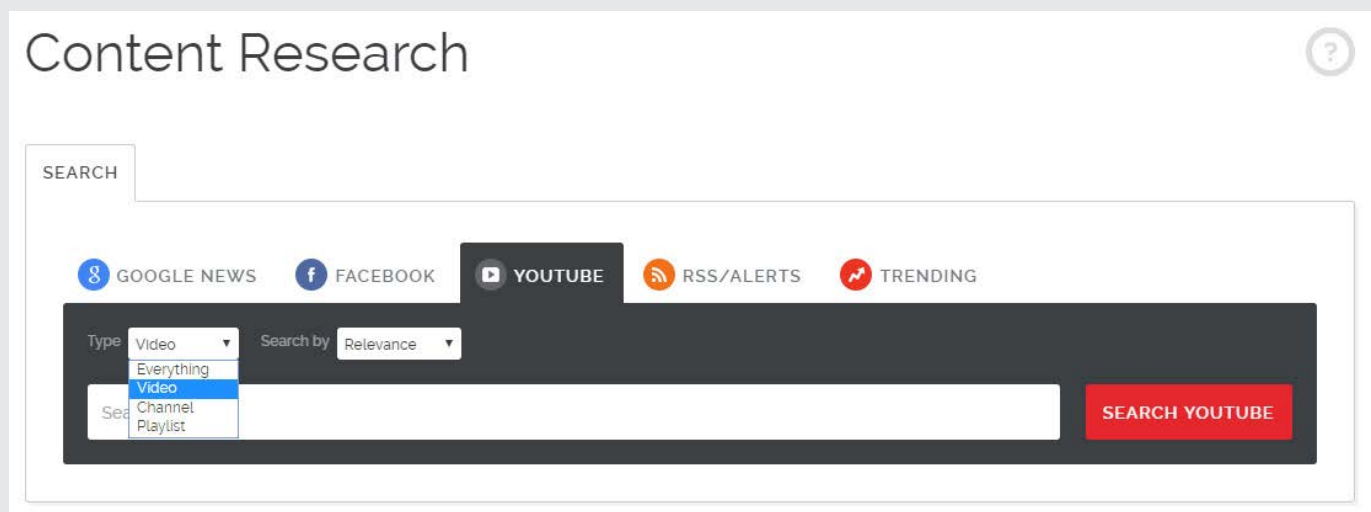 Content Research
?
SEARCH
g GOOGLE NEWS f FACEBOOK YOUTUBE RSS/ALERTS TRENDING
Type Video Search by Relevance
Everything
Video
Channel
Playlist
SEARCH YOUTUBE